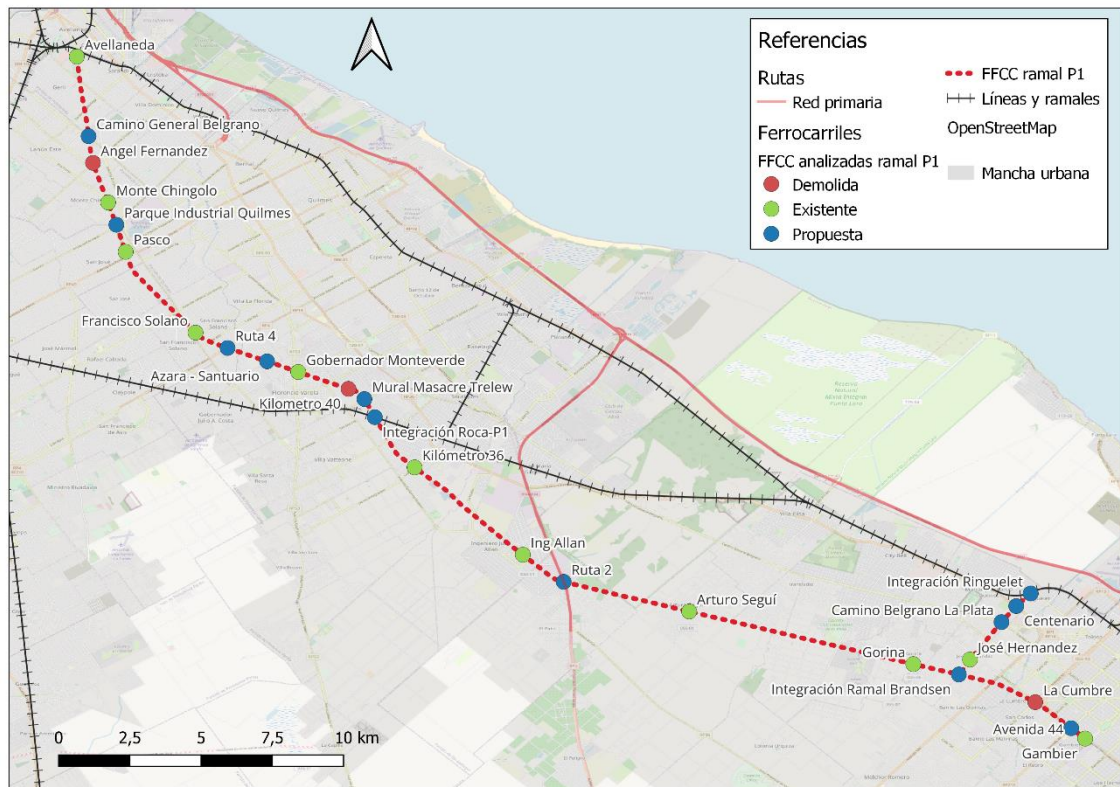 Avellaneda
Camino General Belgrano
Angel Fernandez
Monte Chingolo
Parque Industrial Quilmes
Pasco
Francisco Solano
Ruta 4
Azara - Santuario
Gobernador Monteverde
Mural Masacre Trelew
Kilometro 40
Integración Roca-P1
Kilómetro 36
Ing Allan
Ruta 2
Arturo Seguí
Gorina
Integración Ringuelet
Camino Belgrano La Plata
Centenario
José Hernandez
Integración Ramal Brandsen
La Cumbre
Avenida 44
Gambier
Referencias
Rutas
Red primaria
Ferrocarriles
FFCC analizadas ramal P1
Demolida
Existente
Propuesta
FFCC ramal P1
Líneas y ramales
OpenStreetMap
Mancha urbana
0 2,5 5 7,5 10 km